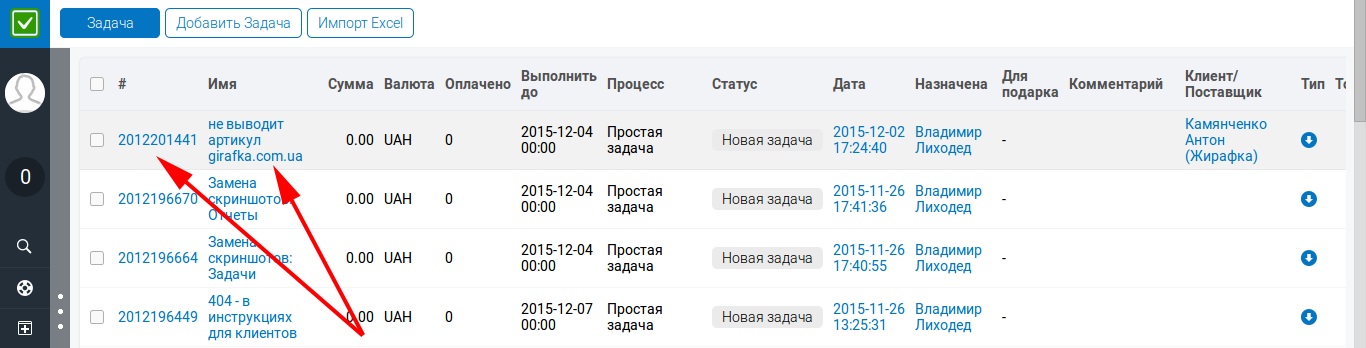 Задача Добавить Задача Импорт Excel
# Имя Сумма Валюта Оплачено Выполнить до Процесс Статус Дата Назначена Для подарка Комментарий Клиент/Поставщик Тип
2012201441 не выводит артикул girafka.com.ua 0.00 UAH 0 2015-12-04 00:00 Простая задача Новая задача 2015-12-02 17:24:40 Владимир Лиходед - Камянченко Антон (Жирафка)
0
2012196670 Замена скриншотов Отчеты 0.00 UAH 0 2015-12-04 00:00 Простая задача Новая задача 2015-11-26 17:41:36 Владимир Лиходед -
2012196664 Замена скриншотов: Задачи 0.00 UAH 0 2015-12-04 00:00 Простая задача Новая задача 2015-11-26 17:40:55 Владимир Лиходед -
2012196449 404 - в инструкциях для клиентов 0.00 UAH 0 2015-12-07 00:00 Простая задача Новая задача 2015-11-26 13:25:31 Владимир Лиходед -